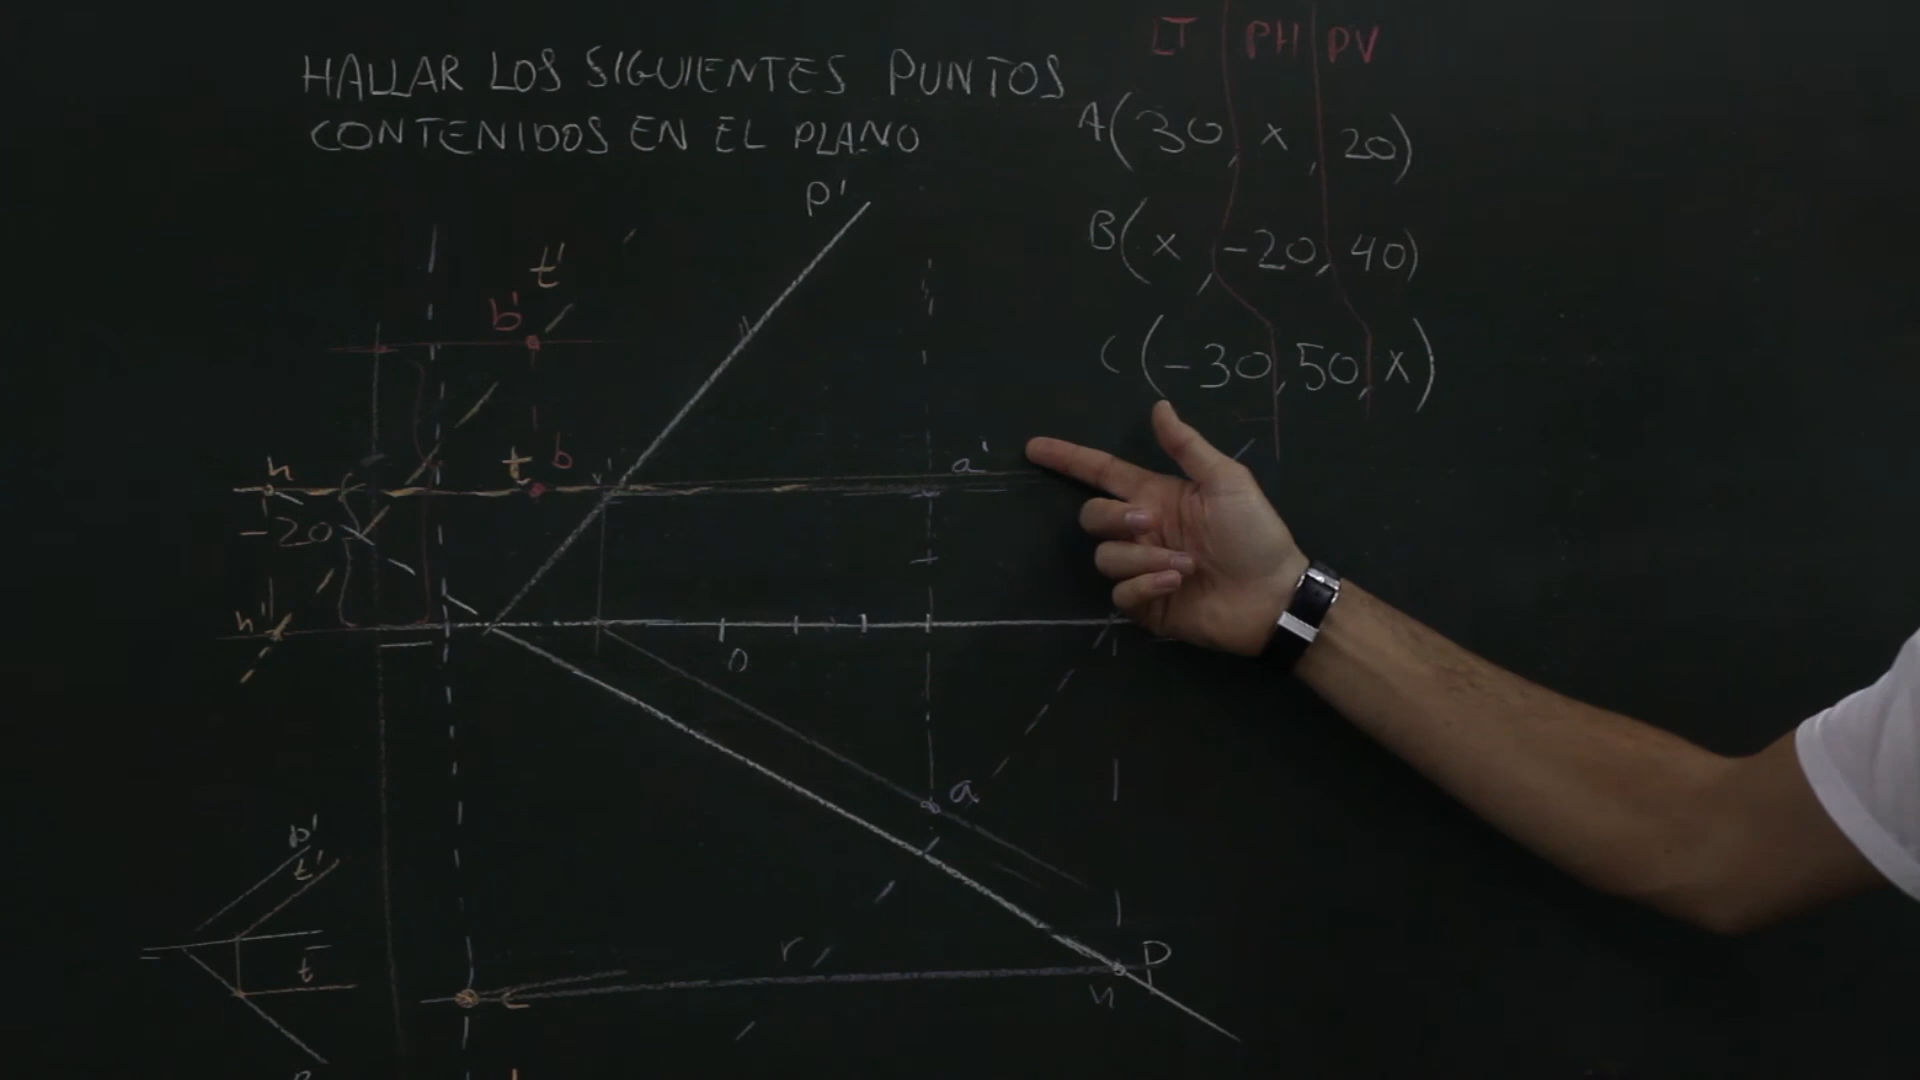 LT PH PV
HALLAR LOS SIGUIENTES PUNTOS
CONTENIDOS EN EL PLANO
A(30, x, 20)
B(x, -20, 40)
C(-30, 50, x)
p'
t'
b'
h t b v' a'
-20
h'
0
a
p'
t'
t
r P
c h